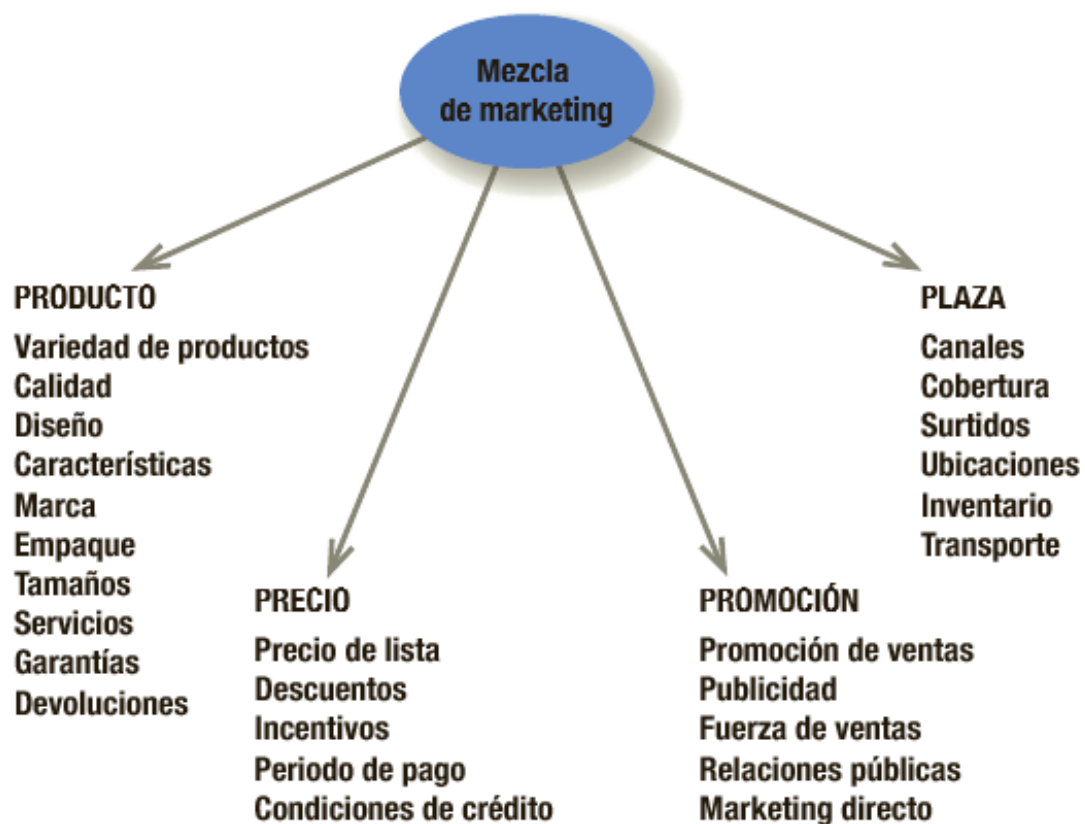 Mezcla
de marketing
PRODUCTO
Variedad de productos
Calidad
Diseño
Características
Marca
Empaque
Tamaños
Servicios
Garantías
Devoluciones
PRECIO
Precio de lista
Descuentos
Incentivos
Periodo de pago
Condiciones de crédito
PROMOCIÓN
Promoción de ventas
Publicidad
Fuerza de ventas
Relaciones públicas
Marketing directo
PLAZA
Canales
Cobertura
Surtidos
Ubicaciones
Inventario
Transporte